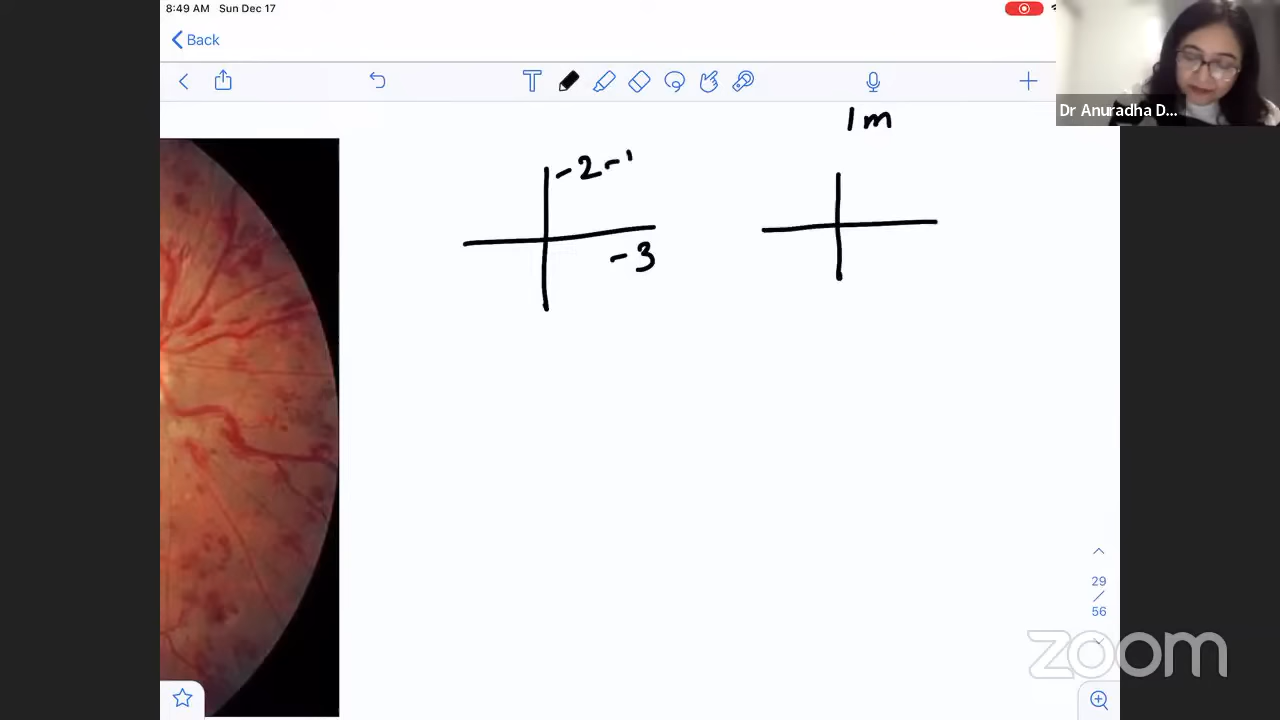 8:49 AM Sun Dec 17
Back
Dr Anuradha D...
1m
-2-1
-3
29
/
56
zoom